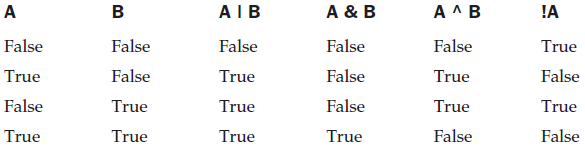 A B A | B A & B A ^ B !A
False False False False False True
True False True False True False
False True True False True True
True True True True False False